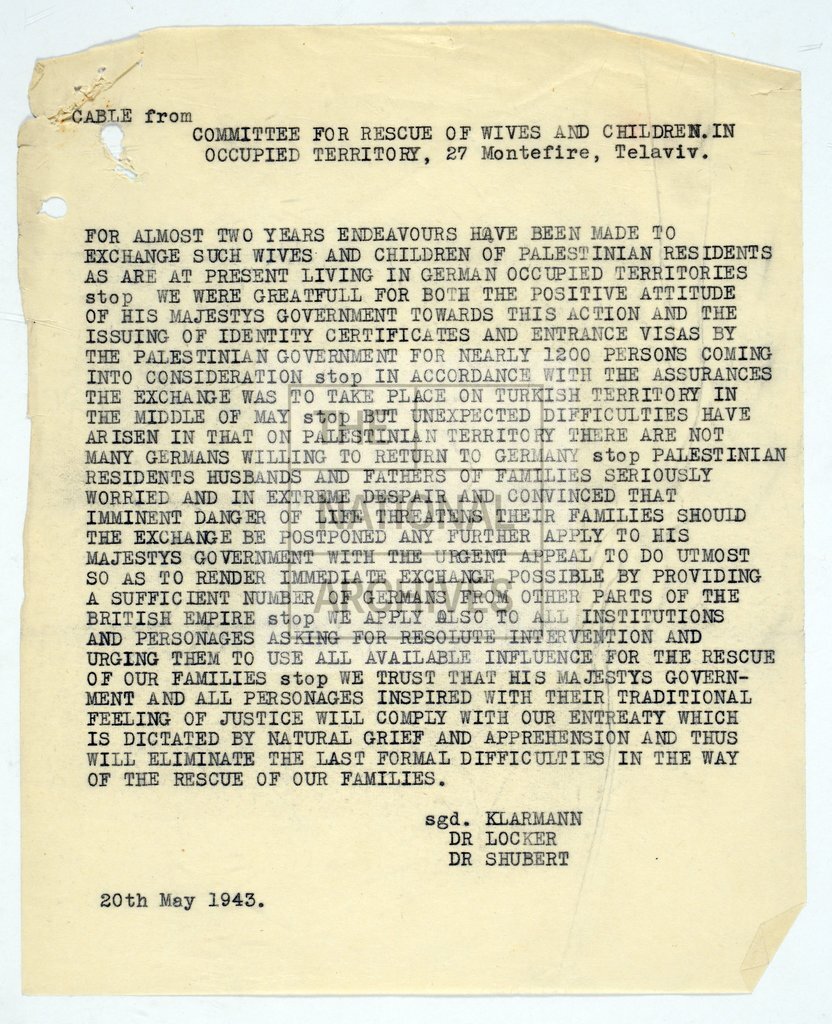 CABLE from
COMMITTEE FOR RESCUE OF WIVES AND CHILDREN.IN
OCCUPIED TERRITORY, 27 Montefire, Telaviv.
FOR ALMOST TWO YEARS ENDEAVOURS HAVE BEEN MADE TO
EXCHANGE SUCH WIVES AND CHILDREN OF PALESTINIAN RESIDENTS
AS ARE AT PRESENT LIVING IN GERMAN OCCUPIED TERRITORIES
stop WE WERE GREATFULL FOR BOTH THE POSITIVE ATTITUDE
OF HIS MAJESTYS GOVERNMENT TOWARDS THIS ACTION AND THE
ISSUING OF IDENTITY CERTIFICATES AND ENTRANCE VISAS BY
THE PALESTINIAN GOVERNMENT FOR NEARLY 1200 PERSONS COMING
INTO CONSIDERATION stop IN ACCORDANCE WITH THE ASSURANCES
THE EXCHANGE WAS TO TAKE PLACE ON TURKISH TERRITORY IN
THE MIDDLE OF MAY stop BUT UNEXPECTED DIFFICULTIES HAVE
ARISEN IN THAT ON PALESTINIAN TERRITORY THERE ARE NOT
MANY GERMANS WILLING TO RETURN TO GERMANY stop PALESTINIAN
RESIDENTS HUSBANDS AND FATHERS OF FAMILIES SERIOUSLY
WORRIED AND IN EXTREME DESPAIR AND CONVINCED THAT
IMMINENT DANGER OF LIFE THREATENS THEIR FAMILIES SHOULD
THE EXCHANGE BE POSTPONED ANY FURTHER APPLY TO HIS
MAJESTYS GOVERNMENT WITH THE URGENT APPEAL TO DO UTMOST
SO AS TO RENDER IMMEDIATE EXCHANGE POSSIBLE BY PROVIDING
A SUFFICIENT NUMBER OF GERMANS FROM OTHER PARTS OF THE
BRITISH EMPIRE stop WE APPLY ALSO TO ALL INSTITUTIONS
AND PERSONAGES ASKING FOR RESOLUTE INTERVENTION AND
URGING THEM TO USE ALL AVAILABLE INFLUENCE FOR THE RESCUE
OF OUR FAMILIES stop WE TRUST THAT HIS MAJESTYS GOVERN-
MENT AND ALL PERSONAGES INSPIRED WITH THEIR TRADITIONAL
FEELING OF JUSTICE WILL COMPLY WITH OUR ENTREATY WHICH
IS DICTATED BY NATURAL GRIEF AND APPREHENSION AND THUS
WILL ELIMINATE THE LAST FORMAL DIFFICULTIES IN THE WAY
OF THE RESCUE OF OUR FAMILIES.
sgd. KLARMANN
DR LOCKER
DR SHUBERT
20th May 1943.
THE
NATIONAL
ARCHIVES